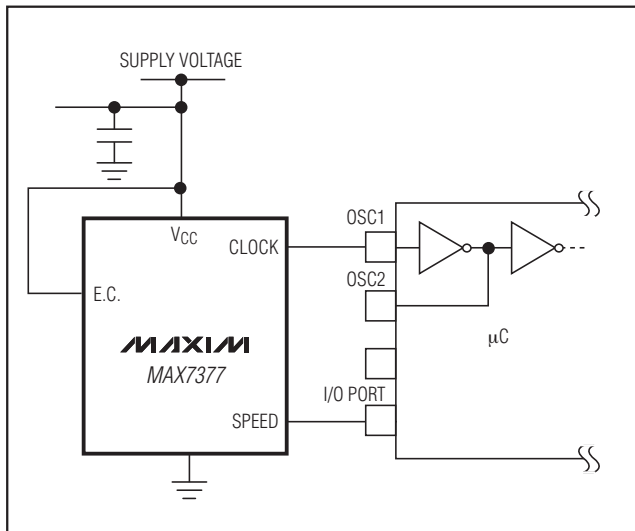 SUPPLY VOLTAGE
VCC
CLOCK
E.C.
MAXIM
MAX7377
SPEED
OSC1
OSC2
µC
I/O PORT